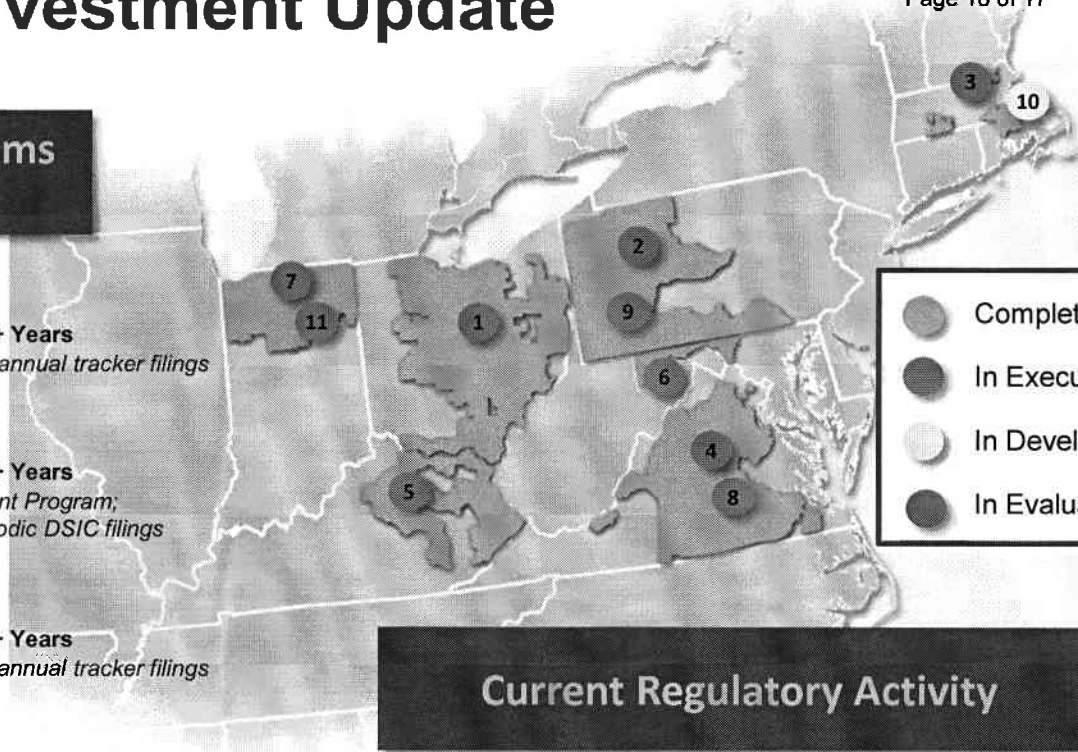 vestment Update
Page 16 of 17
ms
+ Years
annual tracker filings
+ Years
nt Program;
odic DSIC filings
+ Years
annual tracker filings
3
10
2
7
11
1
9
6
4
5
8
Complet
In Execu
In Devel
In Evalu
Current Regulatory Activity